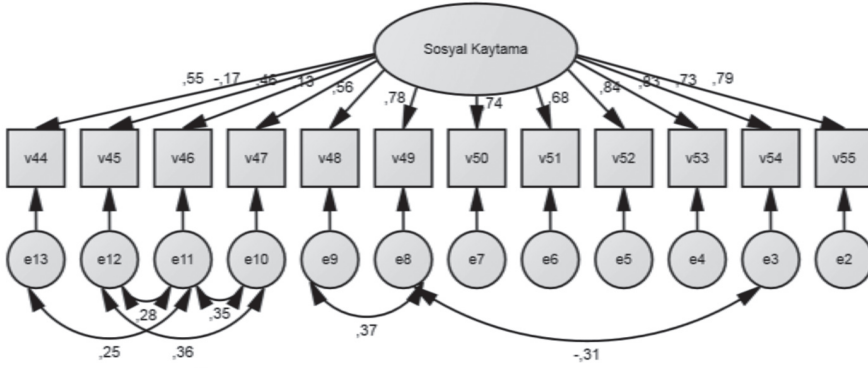 Sosyal Kaytama
,55 -,17 ,46 ,13 ,56 ,78 ,74 ,68 ,84 ,83 ,73 ,79
v44 v45 v46 v47 v48 v49 v50 v51 v52 v53 v54 v55
e13 e12 e11 e10 e9 e8 e7 e6 e5 e4 e3 e2
,28 ,35 ,37
,25 ,36 -,31